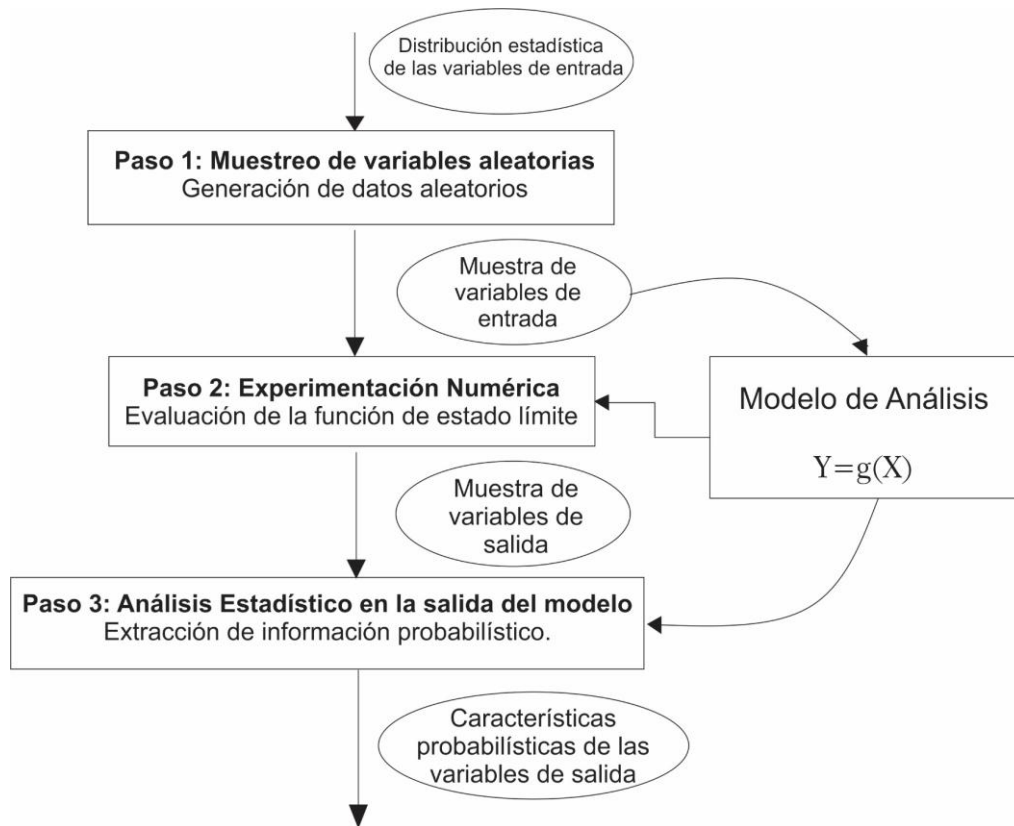 Distribución estadística
de las variables de entrada
Paso 1: Muestreo de variables aleatorias
Generación de datos aleatorios
Muestra de
variables de
entrada
Paso 2: Experimentación Numérica
Evaluación de la función de estado límite
Modelo de Análisis
Y=g(X)
Muestra de
variables de
salida
Paso 3: Análisis Estadístico en la salida del modelo
Extracción de información probabilístico.
Característícas
probabilísticas de las
variables de salida